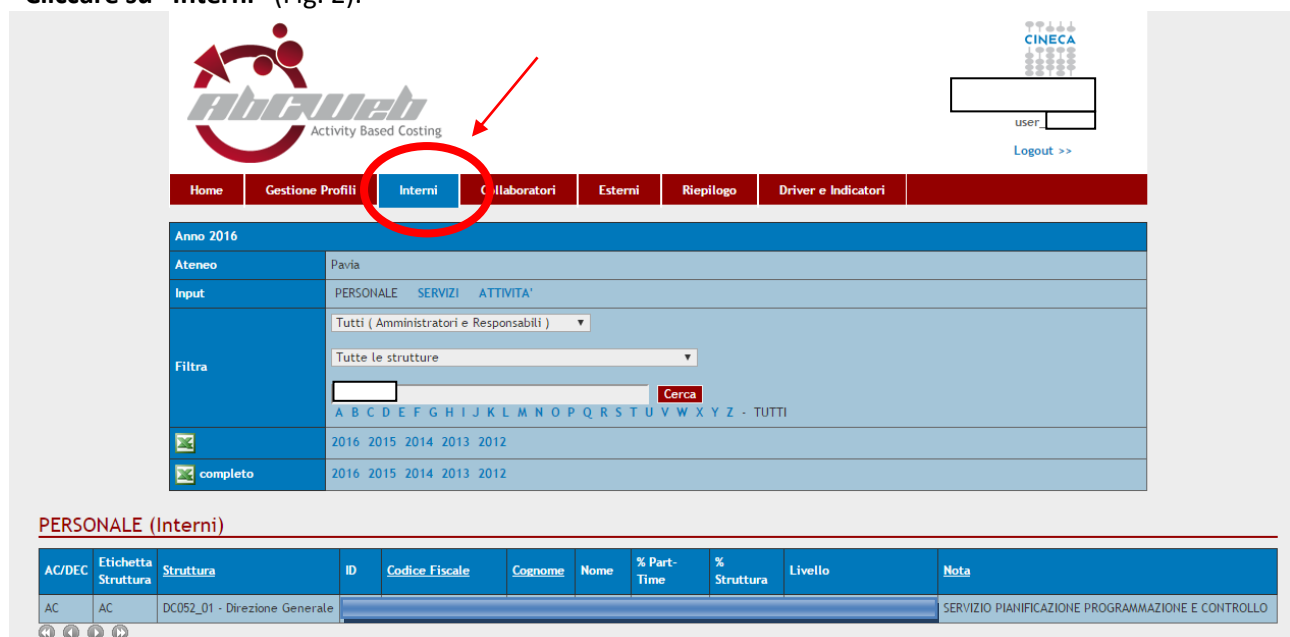 Cliccare su "Interni" (Fig. 2).
CINECA
AbCWeb
Activity Based Costing
user_
Logout >>
Home Gestione Profili Interni Collaboratori Esterni Riepilogo Driver e Indicatori
Anno 2016
Ateneo Pavia
Input PERSONALE SERVIZI ATTIVITA'
Filtra
Tutti ( Amministratori e Responsabili )
Tutte le strutture
Cerca
A B C D E F G H I J K L M N O P Q R S T U V W X Y Z - TUTTI
2016 2015 2014 2013 2012
completo 2016 2015 2014 2013 2012
PERSONALE (Interni)
AC/DEC Etichetta Struttura Struttura ID Codice Fiscale Cognome Nome % Part-Time % Struttura Livello Nota
AC AC DC052_01 - Direzione Generale SERVIZIO PIANIFICAZIONE PROGRAMMAZIONE E CONTROLLO